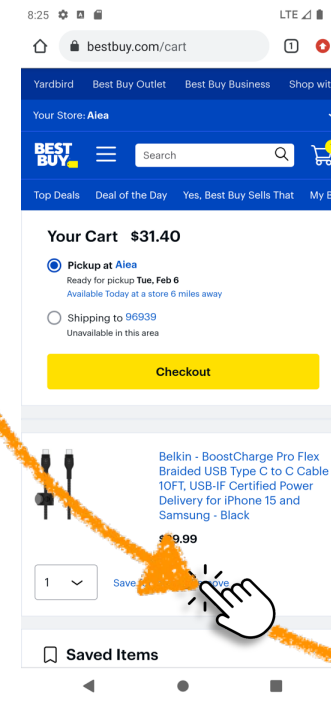 8:25
LTE
bestbuy.com/cart
1
Yardbird Best Buy Outlet Best Buy Business Shop wit
Your Store: Aiea
BEST BUY
Search
Top Deals Deal of the Day Yes, Best Buy Sells That My B
Your Cart $31.40
Pickup at Aiea
Ready for pickup Tue, Feb 6
Available Today at a store 6 miles away
Shipping to 96939
Unavailable in this area
Checkout
Belkin - BoostCharge Pro Flex
Braided USB Type C to C Cable
10FT, USB-IF Certified Power
Delivery for iPhone 15 and
Samsung - Black
9.99
1
Save
Saved Items